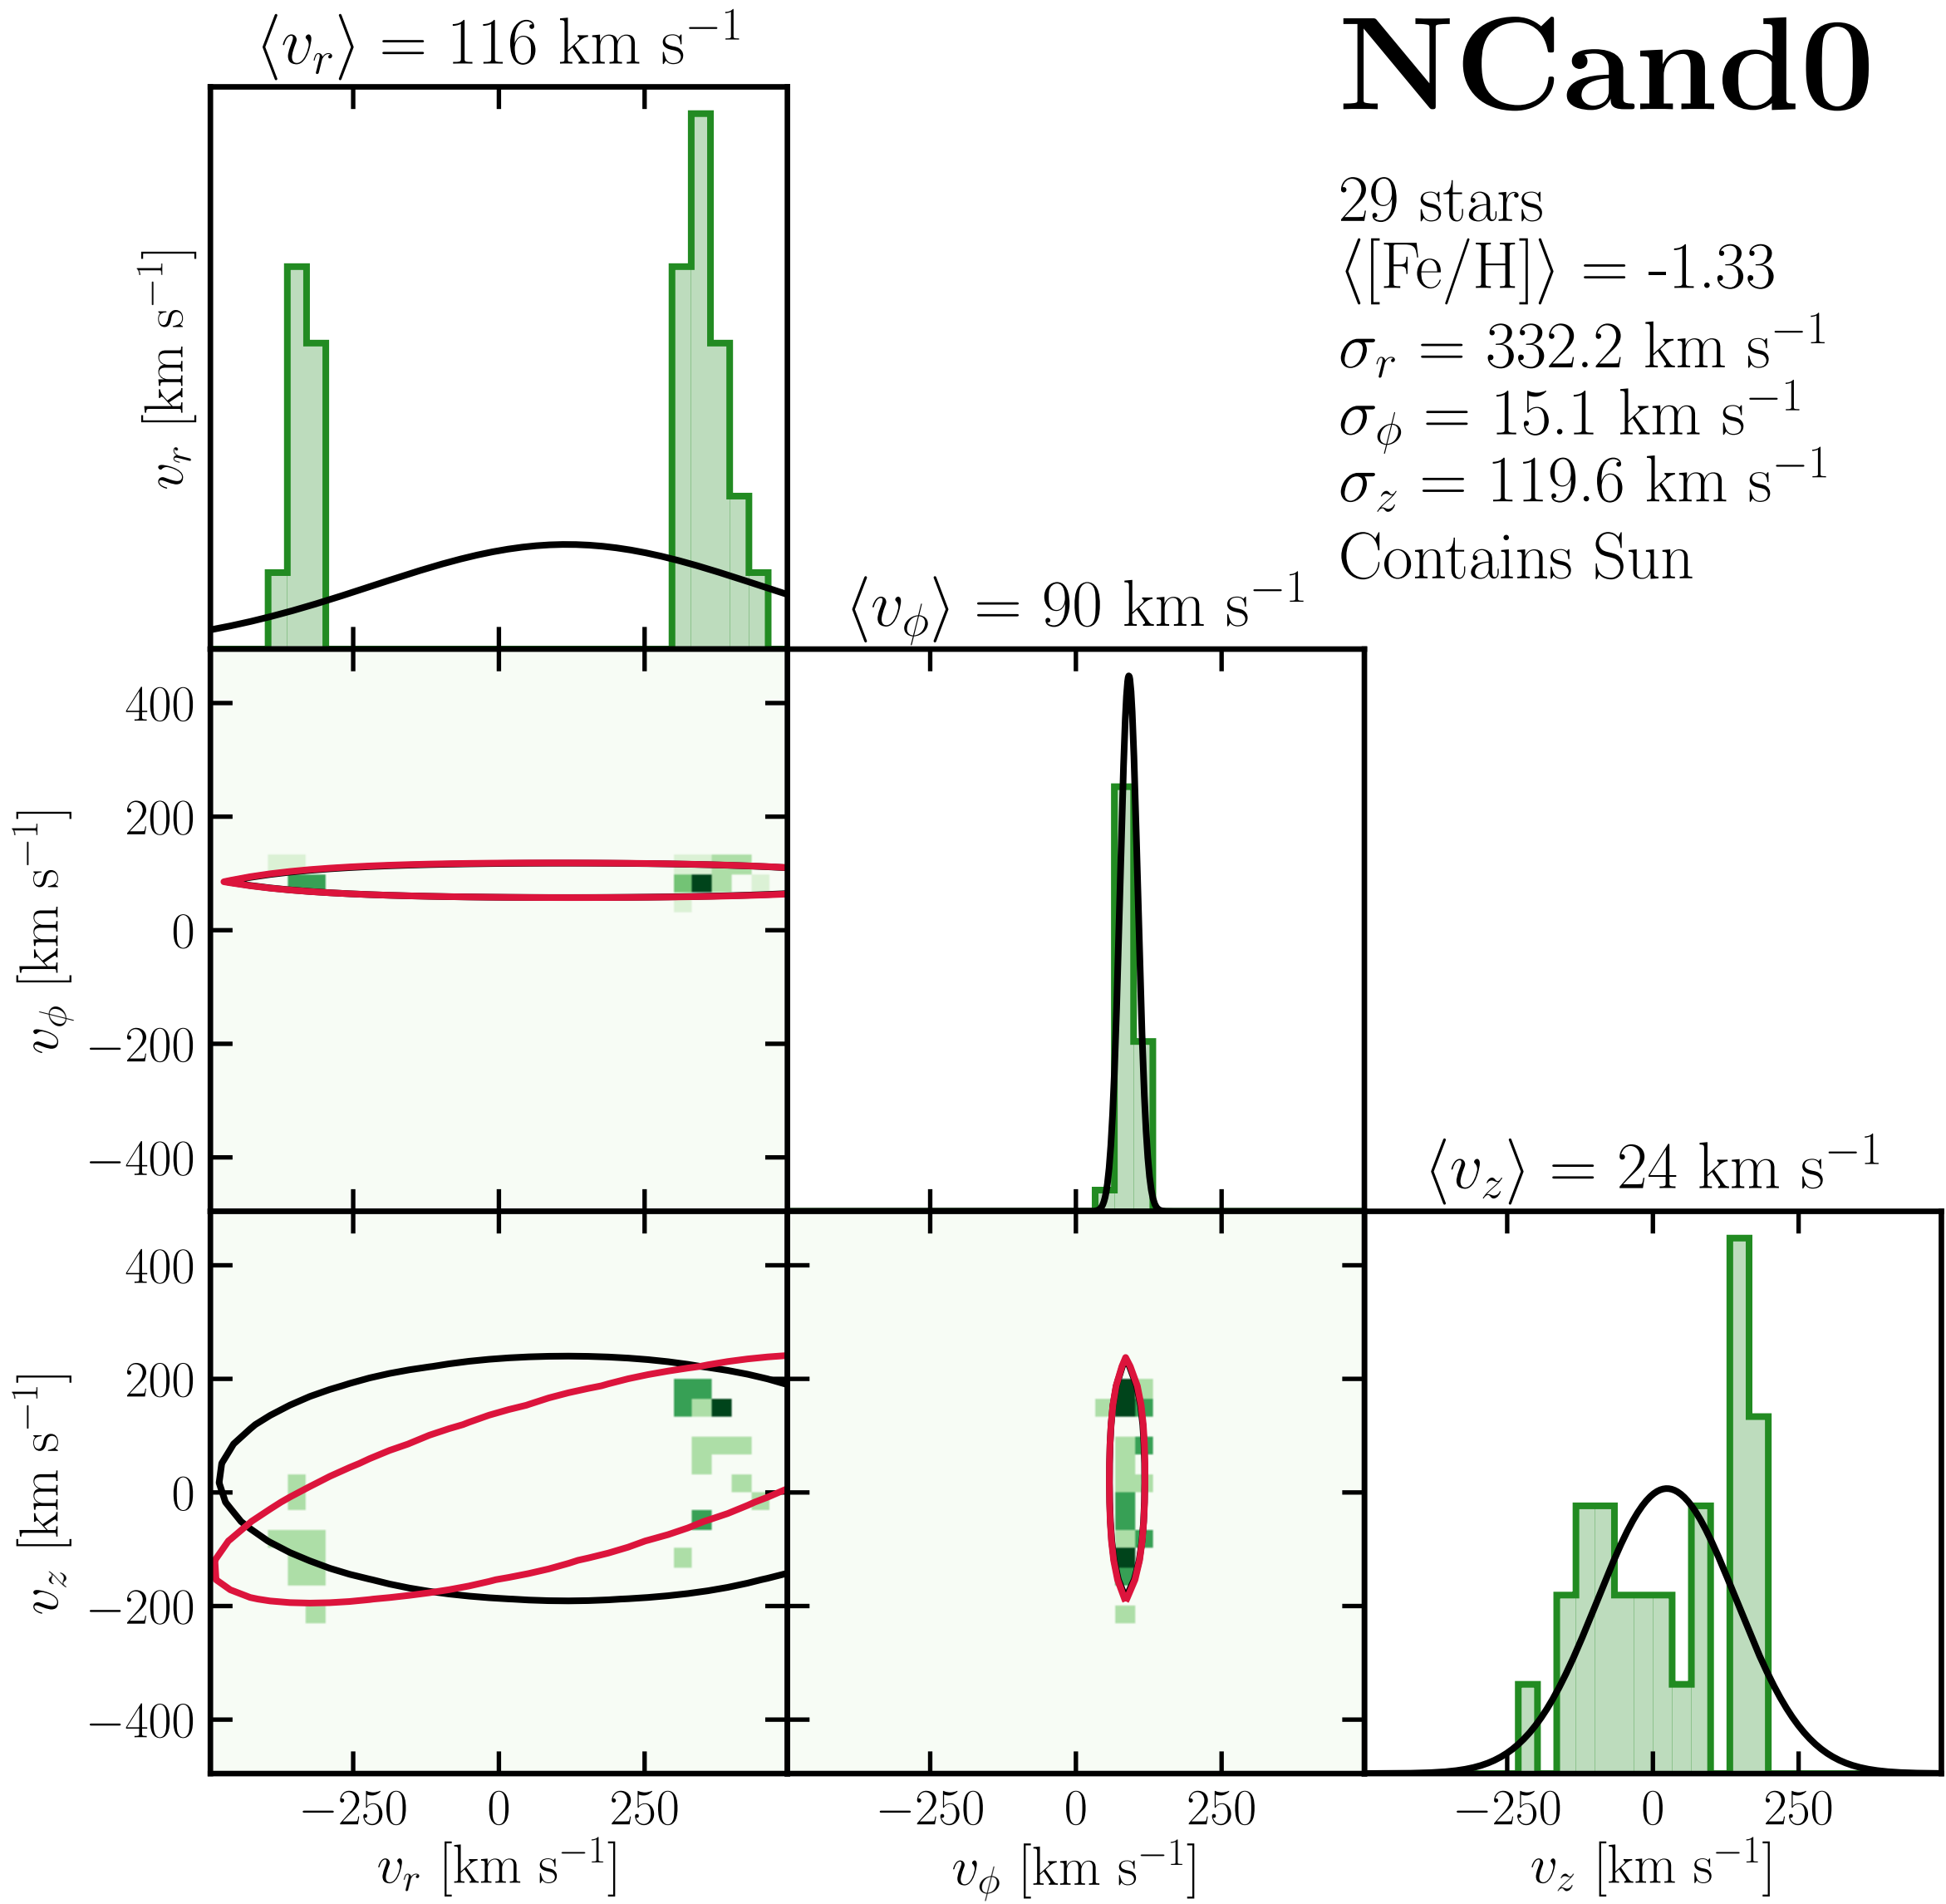 ⟨v_r⟩ = 116 km s⁻¹
NCand0
29 stars
⟨[Fe/H]⟩ = -1.33
σ_r = 332.2 km s⁻¹
σ_ϕ = 15.1 km s⁻¹
σ_z = 119.6 km s⁻¹
Contains Sun
v_r [km s⁻¹]
⟨v_ϕ⟩ = 90 km s⁻¹
400
200
0
−200
−400
v_ϕ [km s⁻¹]
⟨v_z⟩ = 24 km s⁻¹
400
200
0
−200
−400
v_z [km s⁻¹]
−250 0 250
−250 0 250
−250 0 250
v_r [km s⁻¹]
v_ϕ [km s⁻¹]
v_z [km s⁻¹]